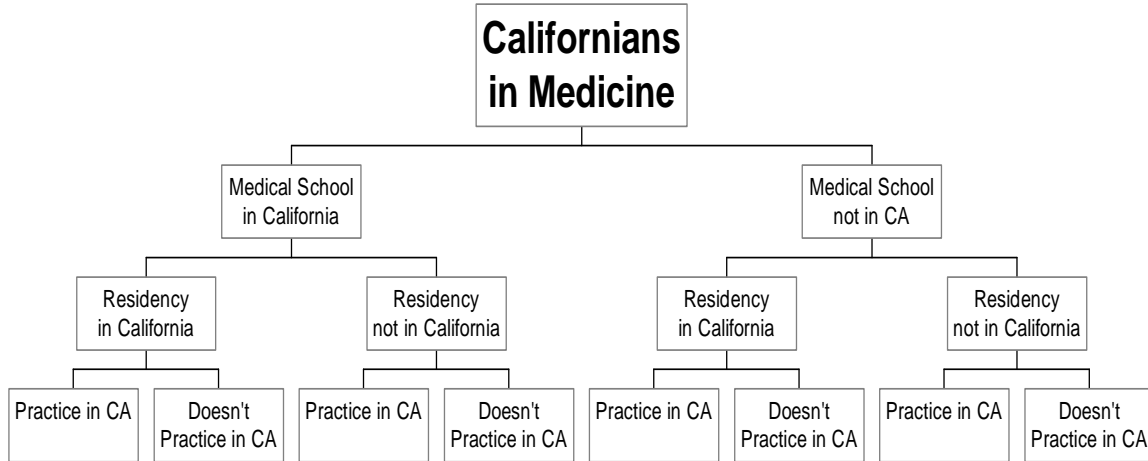 Californians
in Medicine
Medical School
in California
Medical School
not in CA
Residency
in California
Residency
not in California
Residency
in California
Residency
not in California
Practice in CA
Doesn't
Practice in CA
Practice in CA
Doesn't
Practice in CA
Practice in CA
Doesn't
Practice in CA
Practice in CA
Doesn't
Practice in CA